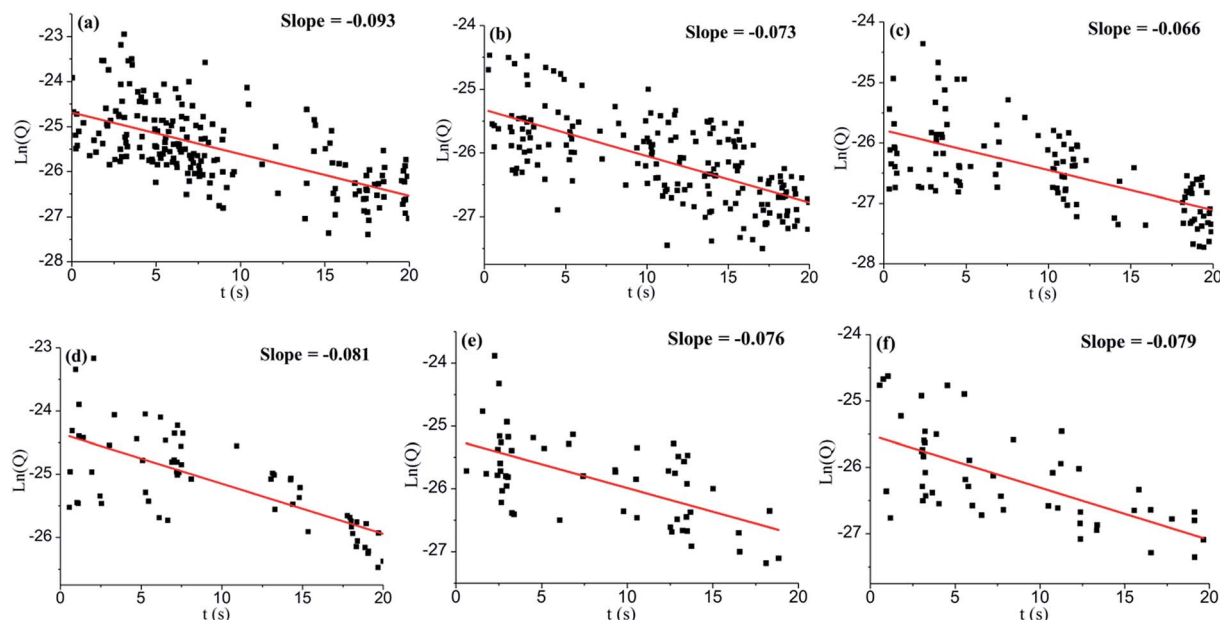 (a)
Slope = -0.093
-23
-24
-25
-26
-27
-28
Ln(Q)
0
5
10
15
20
t (s)
(b)
Slope = -0.073
-24
-25
-26
-27
Ln(Q)
0
5
10
15
20
t (s)
(c)
Slope = -0.066
-24
-25
-26
-27
-28
Ln(Q)
0
5
10
15
20
t (s)
(d)
Slope = -0.081
-23
-24
-25
-26
Ln(Q)
0
5
10
15
20
t (s)
(e)
Slope = -0.076
-24
-25
-26
-27
Ln(Q)
0
5
10
15
20
t (s)
(f)
Slope = -0.079
-24
-25
-26
-27
Ln(Q)
0
5
10
15
20
t (s)